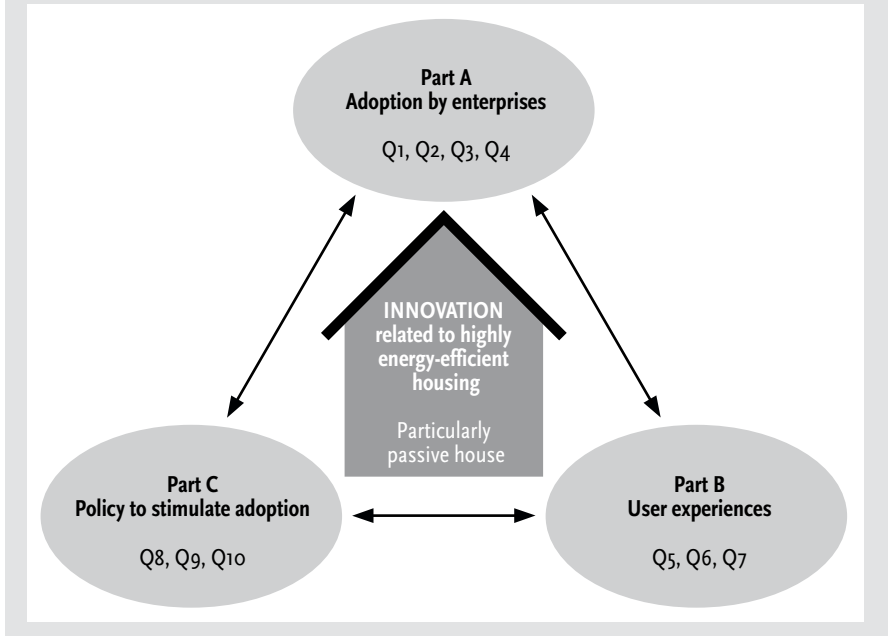 Part A
Adoption by enterprises
Q1, Q2, Q3, Q4
INNOVATION
related to highly
energy-efficient
housing
Particularly
passive house
Part C
Policy to stimulate adoption
Q8, Q9, Q10
Part B
User experiences
Q5, Q6, Q7